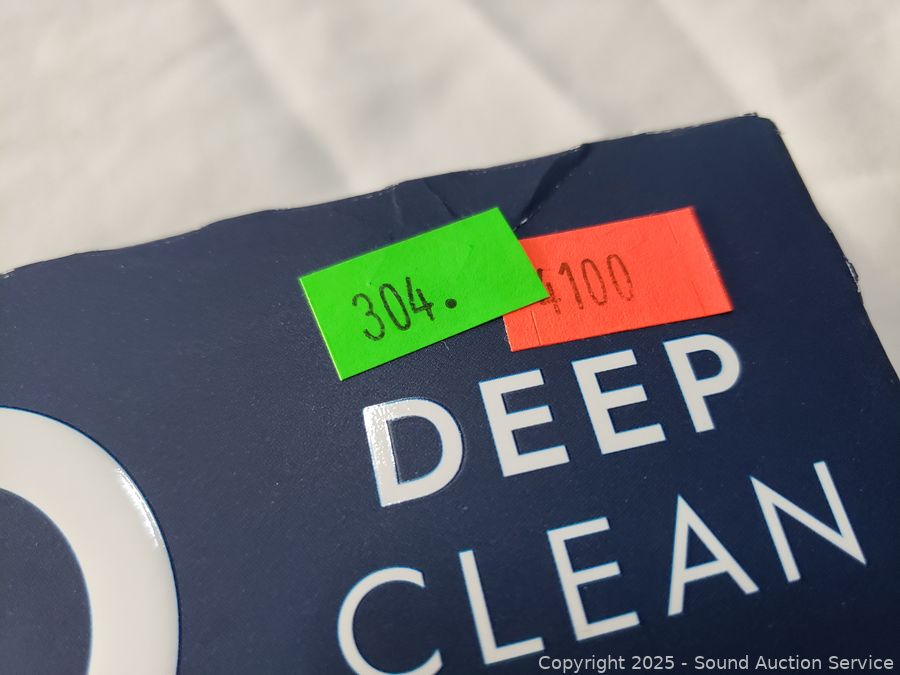 304.
4100
DEEP
CLEAN
Copyright 2025 - Sound Auction Service